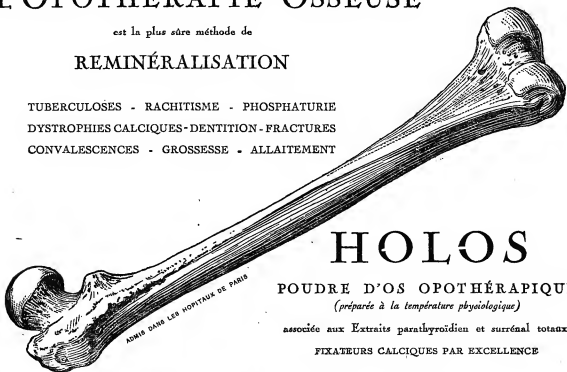 L'OPOTHÉRAPIE OSSEUSE
est la plus sûre méthode de
REMINÉRALISATION
TUBERCULOSES - RACHITISME - PHOSPHATURIE
DYSTROPHIES CALCIQUES - DENTITION - FRACTURES
CONVALESCENCES - GROSSESSE - ALLAITEMENT
ADMIS DANS LES HOPITAUX DE PARIS
HOLOS
POUDRE D'OS OPOTHÉRAPIQU
(préparée à la température physiologique)
associée aux Extraits parathyroïdien et surrénal totaux
FIXATEURS CALCIQUES PAR EXCELLENCE